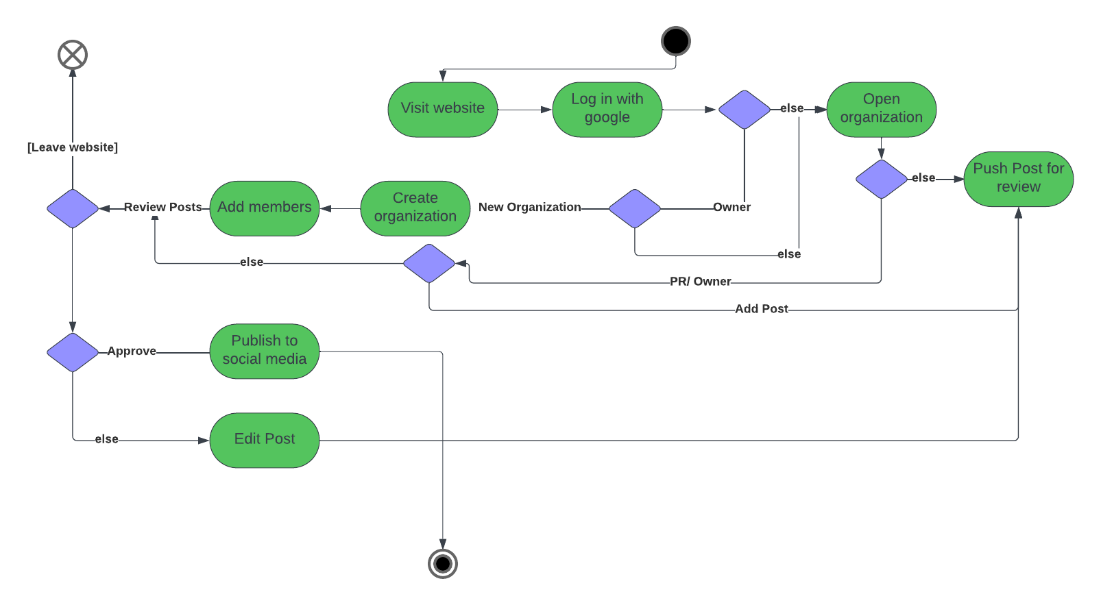 Visit website
Log in with
google
else
Open
organization
[Leave website]
else
Push Post for
review
Review Posts
Add members
Create
organization
New Organization
Owner
else
else
PR/ Owner
Add Post
Approve
Publish to
social media
else
Edit Post